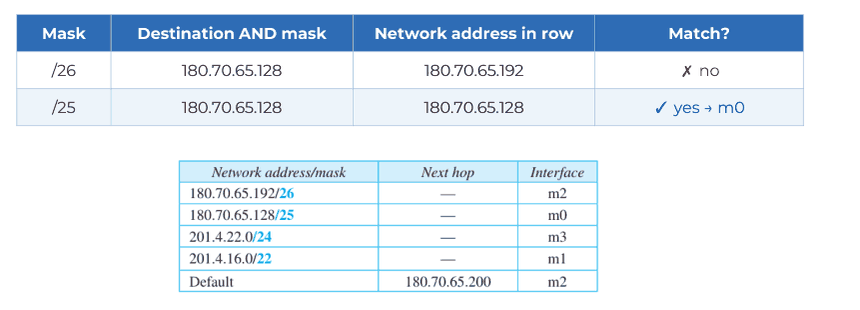 Mask Destination AND mask Network address in row Match?
/26 180.70.65.128 180.70.65.192 ✗ no
/25 180.70.65.128 180.70.65.128 ✓ yes → m0
Network address/mask Next hop Interface
180.70.65.192/26 — m2
180.70.65.128/25 — m0
201.4.22.0/24 — m3
201.4.16.0/22 — m1
Default 180.70.65.200 m2